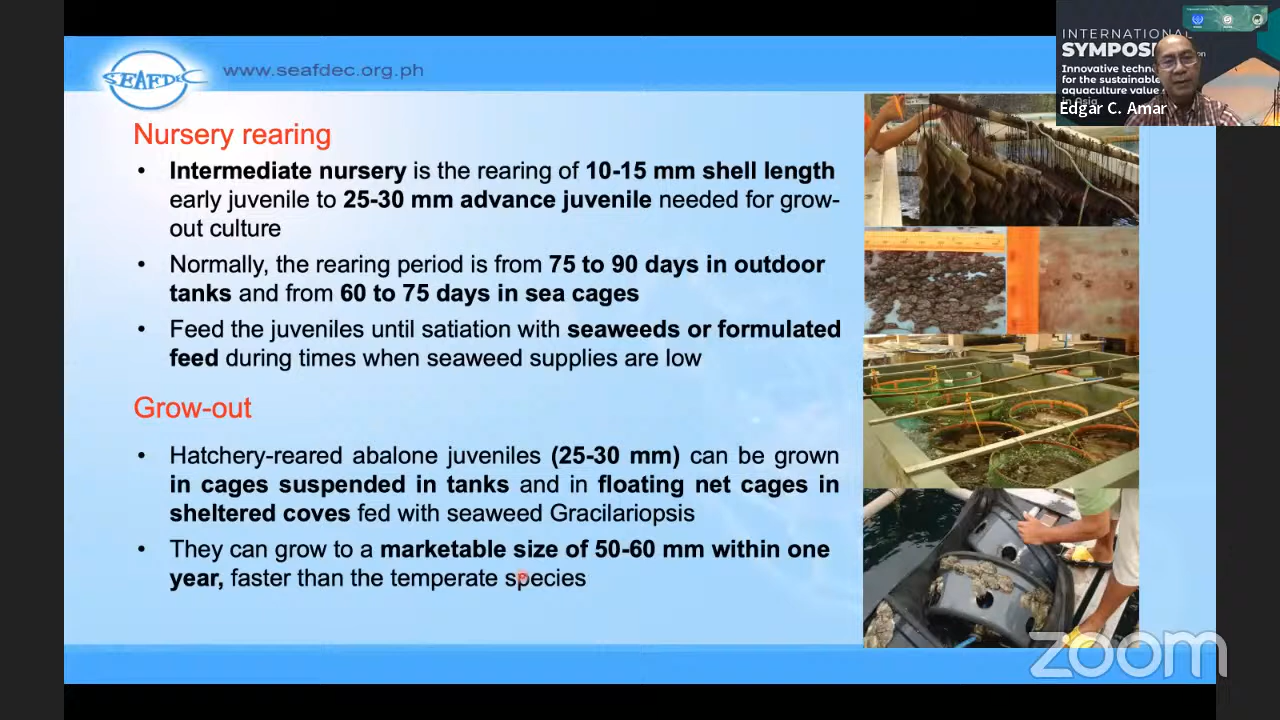 SEAFDEC
www.seafdec.org.ph
INTERNATIONAL
Innovative
for the sustainable
aquaculture value
in Asia
Edgar C. Amar
Nursery rearing
• Intermediate nursery is the rearing of 10-15 mm shell length
early juvenile to 25-30 mm advance juvenile needed for grow-
out culture
• Normally, the rearing period is from 75 to 90 days in outdoor
tanks and from 60 to 75 days in sea cages
• Feed the juveniles until satiation with seaweeds or formulated
feed during times when seaweed supplies are low
Grow-out
• Hatchery-reared abalone juveniles (25-30 mm) can be grown
in cages suspended in tanks and in floating net cages in
sheltered coves fed with seaweed Gracilariopsis
• They can grow to a marketable size of 50-60 mm within one
year, faster than the temperate species
zoom